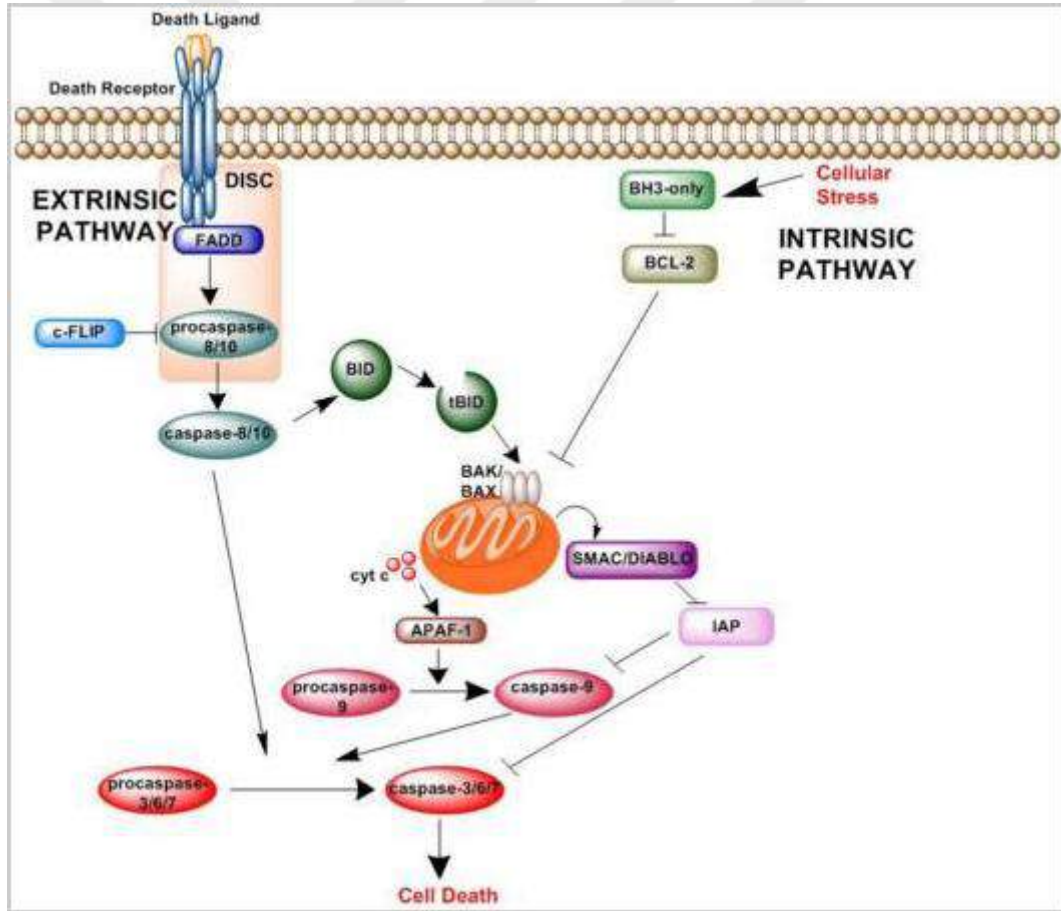 Death Ligand
Death Receptor
DISC
EXTRINSIC
PATHWAY
FADD
BH3-only
Cellular
Stress
INTRINSIC
PATHWAY
BCL-2
c-FLIP
procaspase-
8/10
BID
tBID
caspase-8/10
BAK/
BAX
SMAC/DIABLO
cyt c
APAF-1
IAP
procaspase-
9
caspase-9
procaspase-
3/6/7
caspase-3/6/7
Cell Death